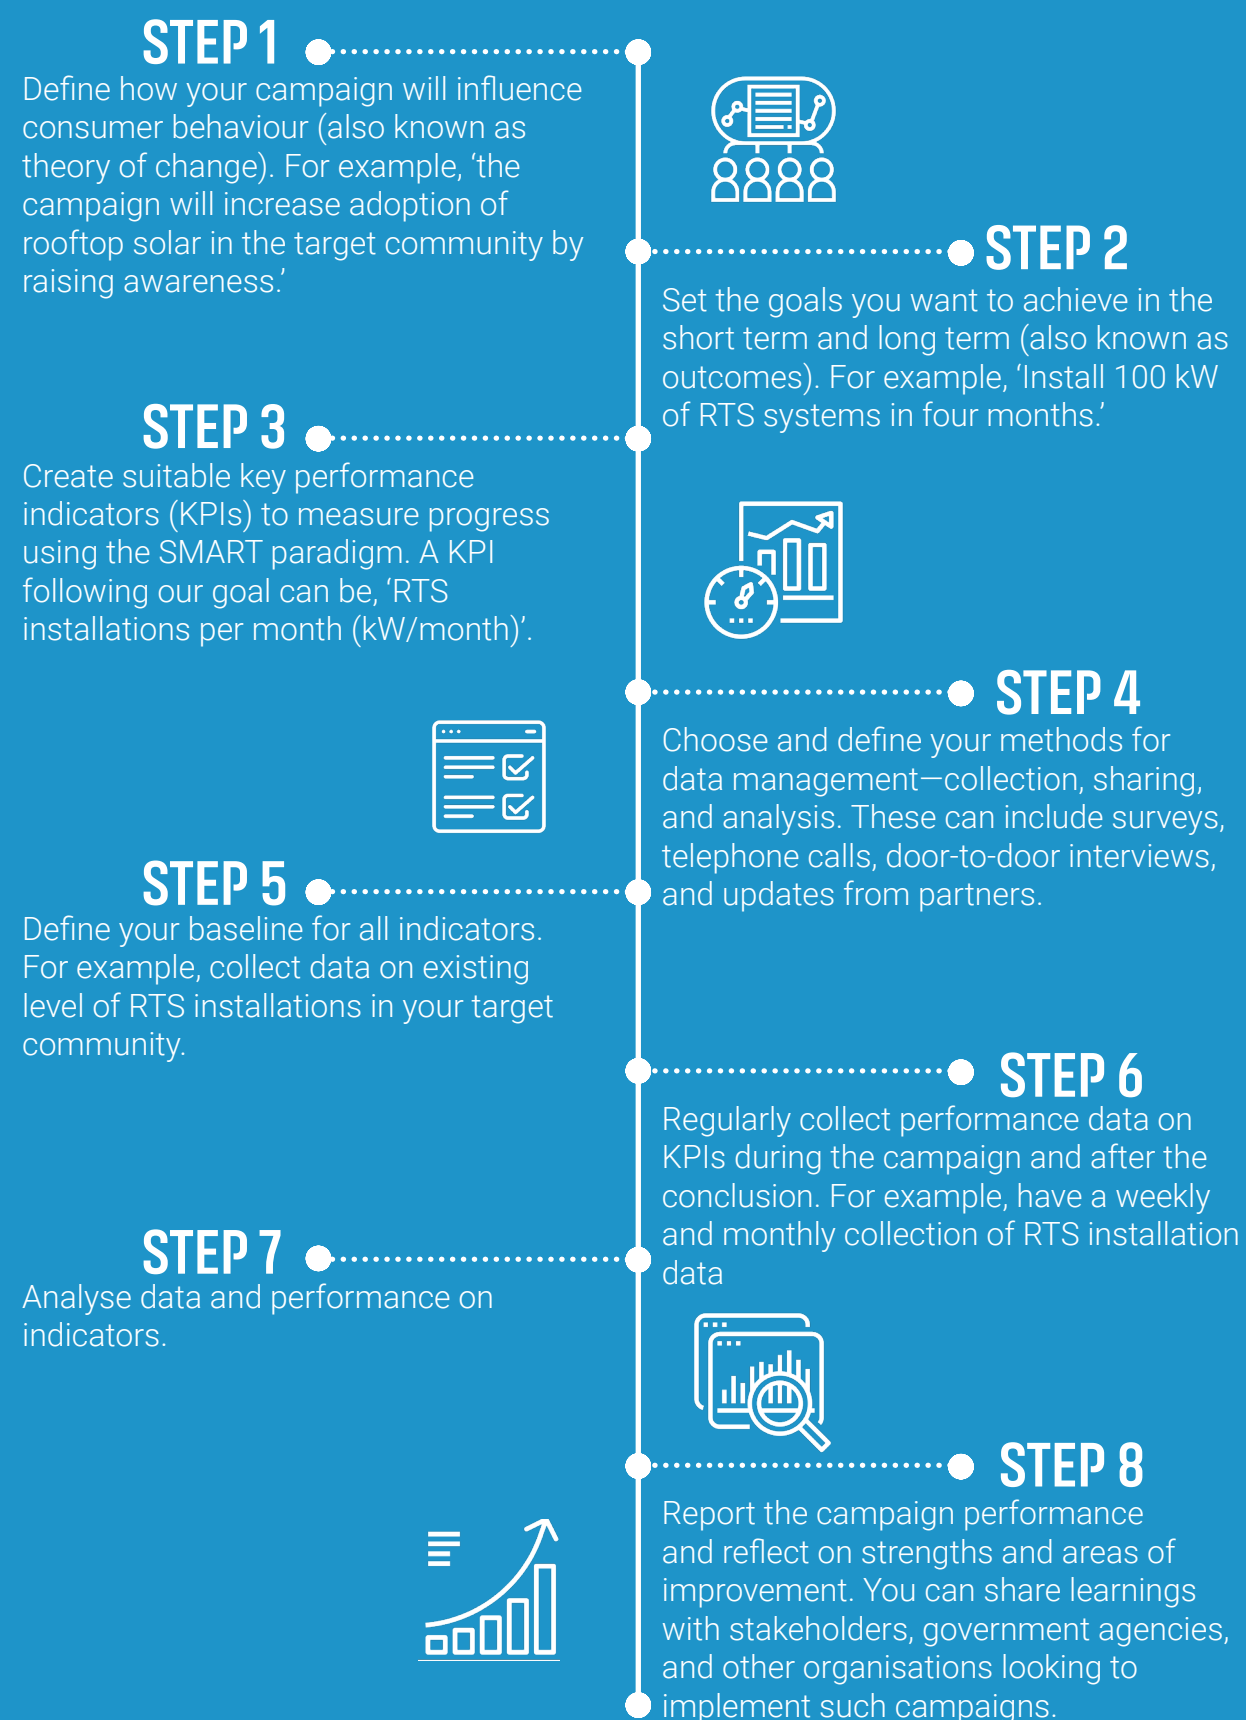 STEP 1
Define how your campaign will influence
consumer behaviour (also known as
theory of change). For example, ‘the
campaign will increase adoption of
rooftop solar in the target community by
raising awareness.’
STEP 2
Set the goals you want to achieve in the
short term and long term (also known as
outcomes). For example, ‘Install 100 kW
of RTS systems in four months.’
STEP 3
Create suitable key performance
indicators (KPIs) to measure progress
using the SMART paradigm. A KPI
following our goal can be, ‘RTS
installations per month (kW/month)’.
STEP 4
Choose and define your methods for
data management—collection, sharing,
and analysis. These can include surveys,
telephone calls, door-to-door interviews,
and updates from partners.
STEP 5
Define your baseline for all indicators.
For example, collect data on existing
level of RTS installations in your target
community.
STEP 6
Regularly collect performance data on
KPIs during the campaign and after the
conclusion. For example, have a weekly
and monthly collection of RTS installation
data
STEP 7
Analyse data and performance on
indicators.
STEP 8
Report the campaign performance
and reflect on strengths and areas of
improvement. You can share learnings
with stakeholders, government agencies,
and other organisations looking to
implement such campaigns.